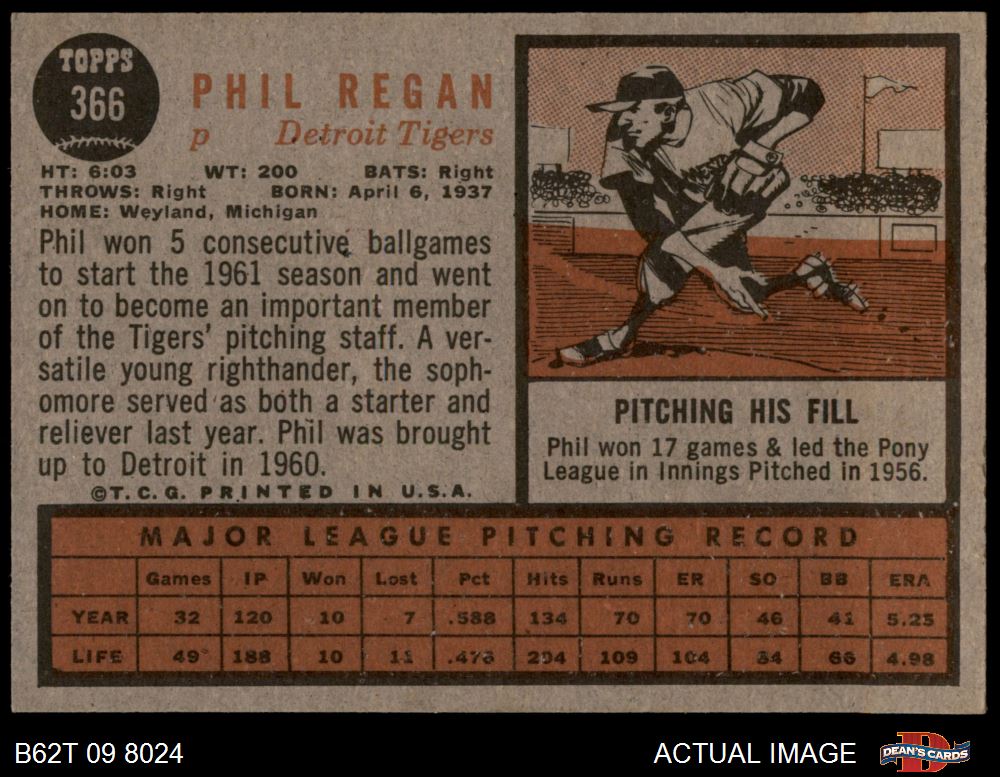 TOPPS
366
PHIL REGAN
p Detroit Tigers
HT: 6:03 WT: 200 BATS: Right
THROWS: Right BORN: April 6, 1937
HOME: Weyland, Michigan
Phil won 5 consecutive ballgames
to start the 1961 season and went
on to become an important member
of the Tigers' pitching staff. A ver-
satile young righthander, the soph-
omore served as both a starter and
reliever last year. Phil was brought
up to Detroit in 1960.
©T.C.G. PRINTED IN U.S.A.
PITCHING HIS FILL
Phil won 17 games & led the Pony
League in Innings Pitched in 1956.
MAJOR LEAGUE PITCHING RECORD
Games IP Won Lost Pct Hits Runs ER SO BB ERA
YEAR 32 120 10 7 .588 134 70 70 46 41 5.25
LIFE 49 188 10 11 .476 204 109 104 84 66 4.98
B62T 09 8024
ACTUAL IMAGE
DEAN'S CARDS